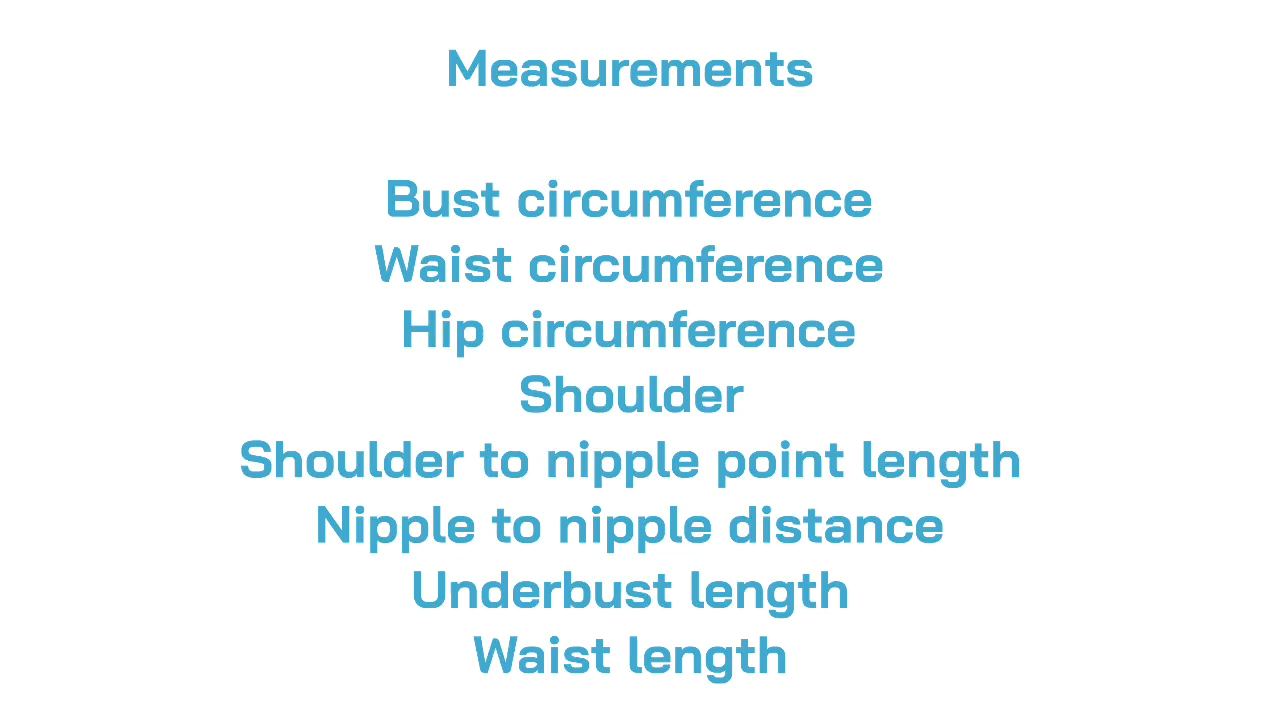 Measurements
Bust circumference
Waist circumference
Hip circumference
Shoulder
Shoulder to nipple point length
Nipple to nipple distance
Underbust length
Waist length